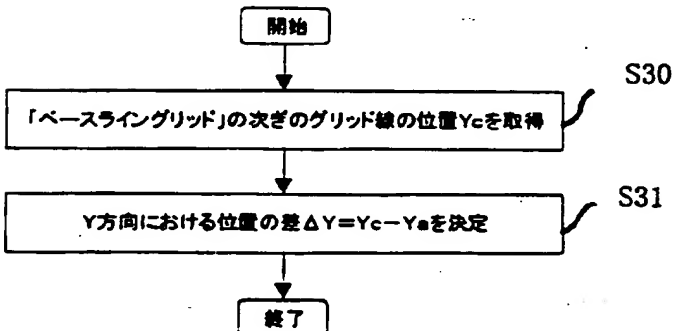 開始
S30
「ベースライングリッド」の次ぎのグリッド線の位置Ycを取得
S31
Y方向における位置の差ΔY=Yc-Yaを決定
終了